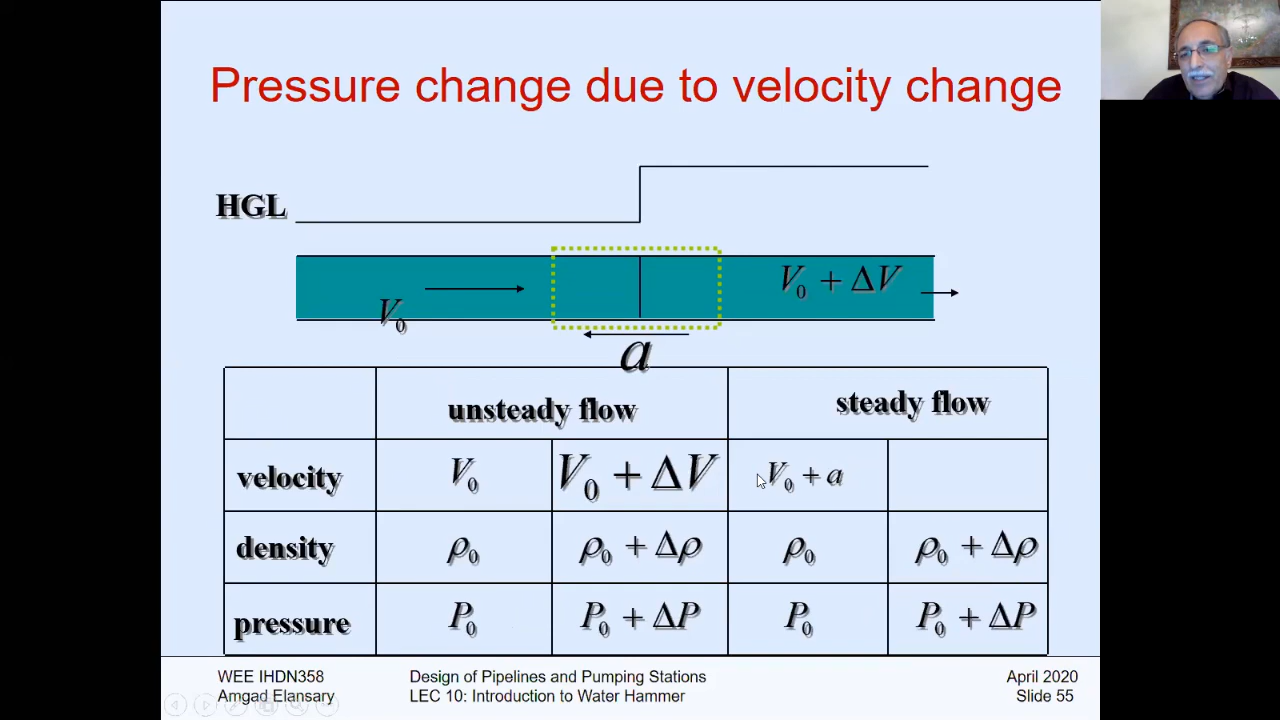 Pressure change due to velocity change
HGL
V₀ + ΔV
V₀
a
unsteady flow steady flow
velocity V₀ V₀ + ΔV V₀ + a
density ρ₀ ρ₀ + Δρ ρ₀ ρ₀ + Δρ
pressure P₀ P₀ + ΔP P₀ P₀ + ΔP
WEE IHDN358 Design of Pipelines and Pumping Stations April 2020
Amgad Elansary LEC 10: Introduction to Water Hammer Slide 55